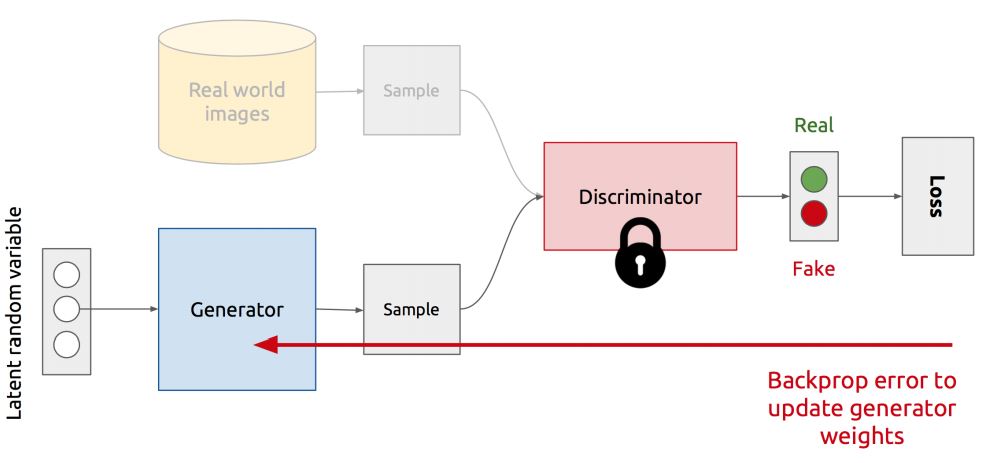 Real world
images
Sample
Latent random variable
Generator
Sample
Discriminator
Real
Fake
Loss
Backprop error to
update generator
weights